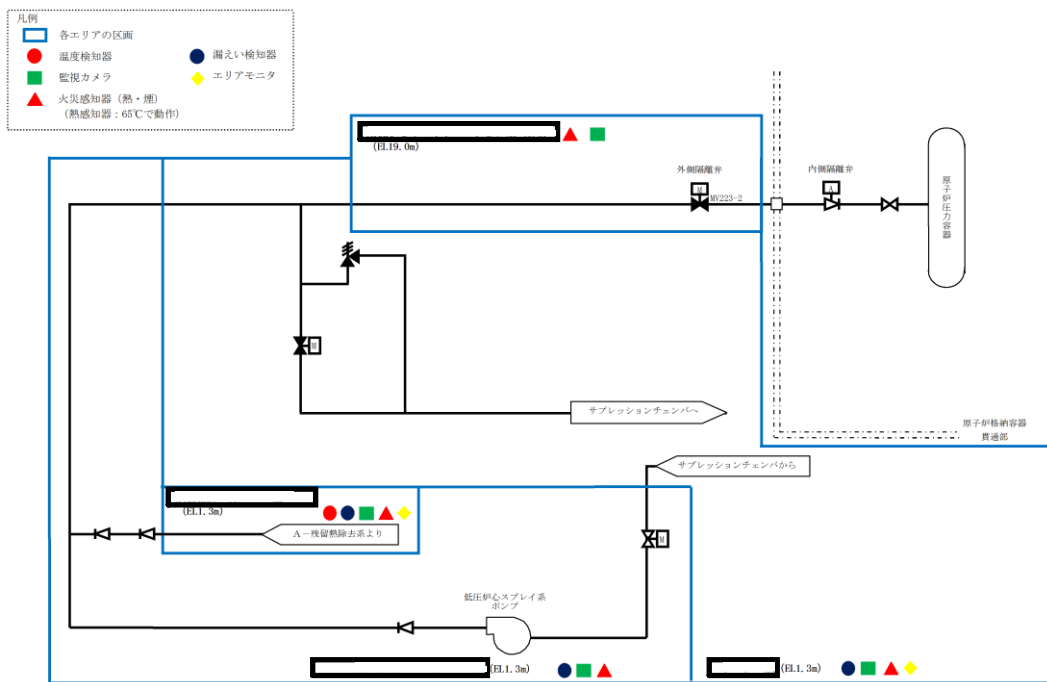 凡例
各エリアの区画
温度検知器
漏えい検知器
監視カメラ
エリアモニタ
火災感知器（熱・煙）
（熱感知器：65℃で動作）
(EL19.0m)
外側隔離弁
内側隔離弁
M
A
MV223-2
原子炉圧力容器
M
サプレッションチェンバへ
原子炉格納容器
貫通部
サプレッションチェンバから
(EL1.3m)
A－残留熱除去系より
M
低圧炉心スプレイ系
ポンプ
(EL1.3m)
(EL1.3m)